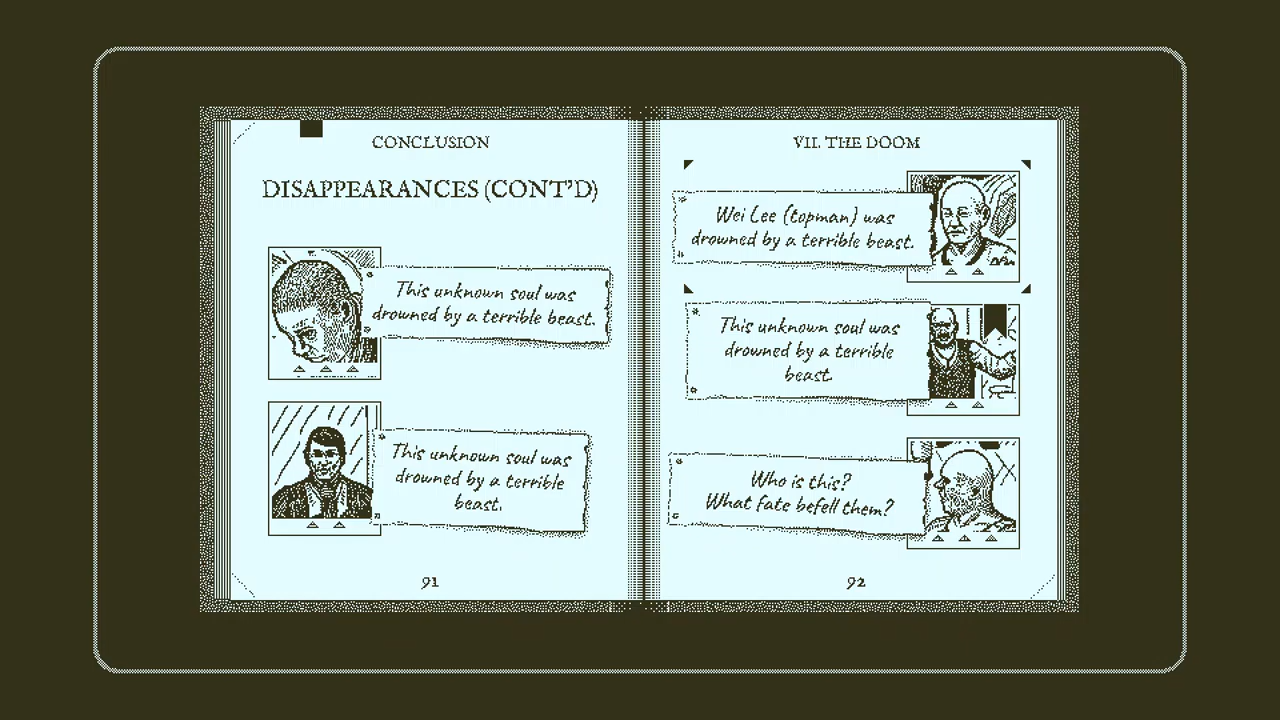 CONCLUSION
DISAPPEARANCES (CONT'D)
This unknown soul was
drowned by a terrible beast.
This unknown soul was
drowned by a terrible
beast.
91
VII. THE DOOM
Wei Lee (topman) was
drowned by a terrible beast.
This unknown soul was
drowned by a terrible
beast.
Who is this?
What fate befell them?
92